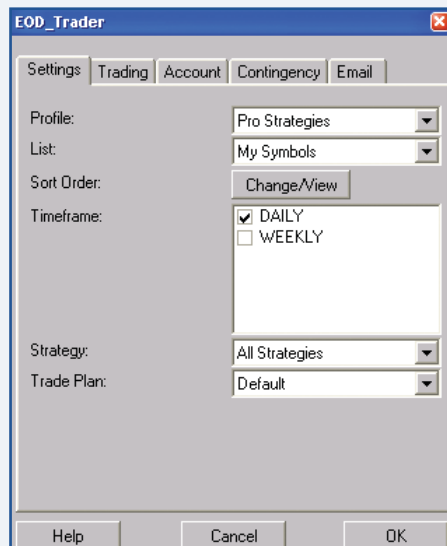 EOD_Trader
Settings Trading Account Contingency Email
Profile: Pro Strategies
List: My Symbols
Sort Order: Change/View
Timeframe: DAILY
WEEKLY
Strategy: All Strategies
Trade Plan: Default
Help Cancel OK